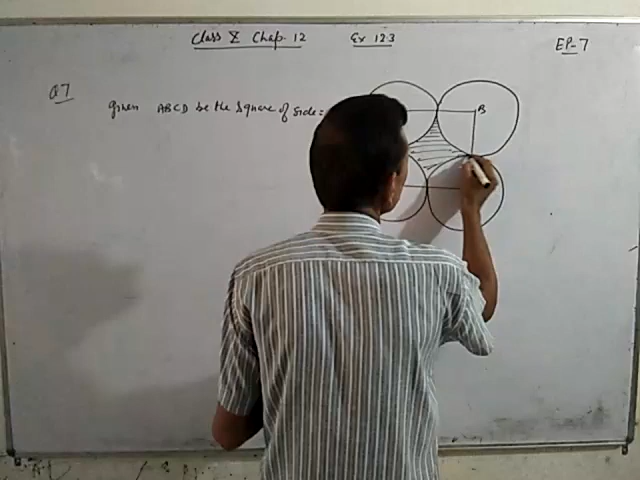 Class X Chap. 12 Ex 12.3 EP-7
Q7
Given ABCD be the Square of Side =
B